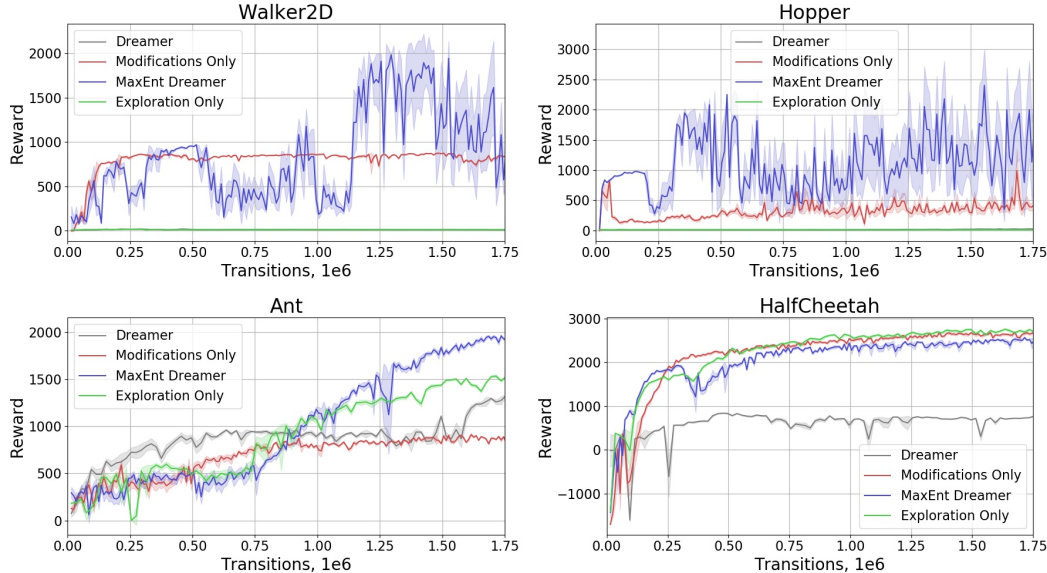 Walker2D
Reward
2000
1500
1000
500
0
Dreamer
Modifications Only
MaxEnt Dreamer
Exploration Only
0.00 0.25 0.50 0.75 1.00 1.25 1.50 1.75
Transitions, 1e6
Hopper
Reward
3000
2500
2000
1500
1000
500
0
Dreamer
Modifications Only
MaxEnt Dreamer
Exploration Only
0.00 0.25 0.50 0.75 1.00 1.25 1.50 1.75
Transitions, 1e6
Ant
Reward
2000
1500
1000
500
0
Dreamer
Modifications Only
MaxEnt Dreamer
Exploration Only
0.00 0.25 0.50 0.75 1.00 1.25 1.50 1.75
Transitions, 1e6
HalfCheetah
Reward
3000
2000
1000
0
−1000
Dreamer
Modifications Only
MaxEnt Dreamer
Exploration Only
0.00 0.25 0.50 0.75 1.00 1.25 1.50 1.75
Transitions, 1e6